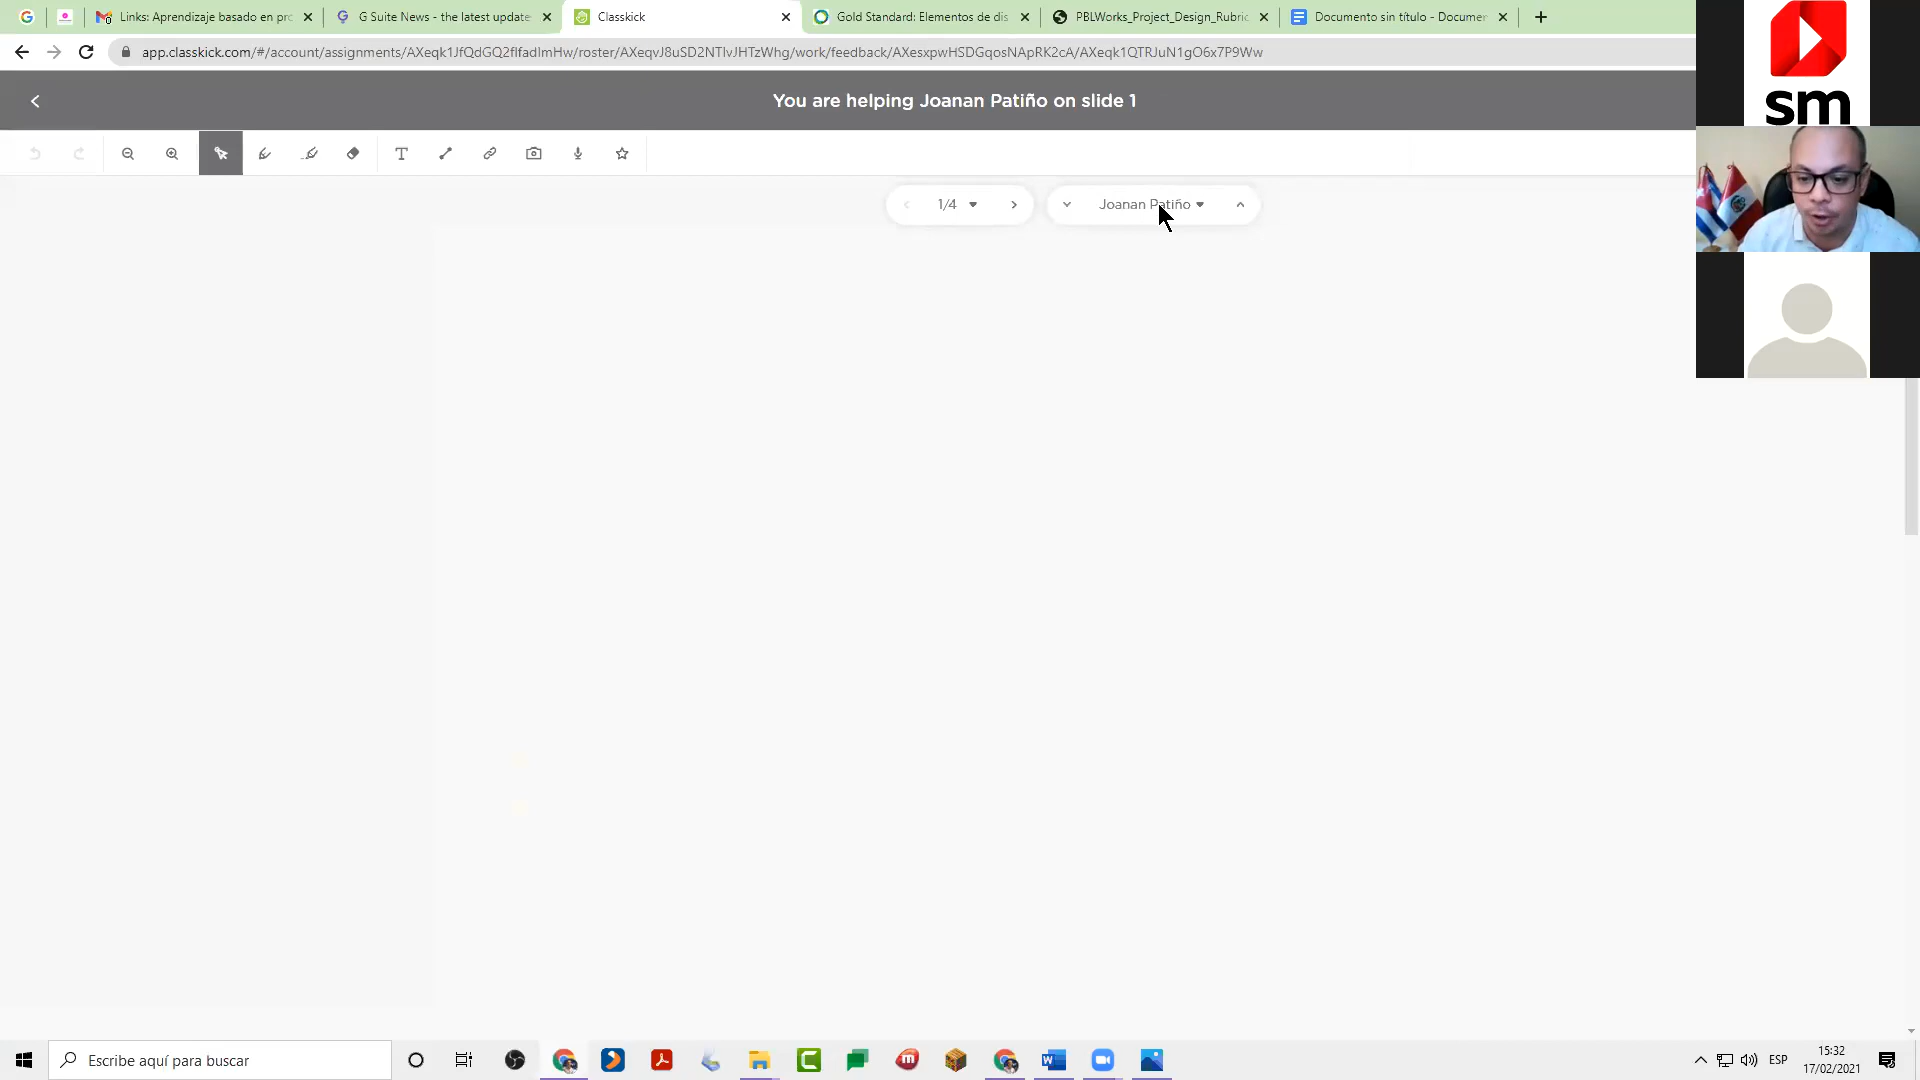 Links: Aprendizaje basado en pro
G Suite News - the latest update
Classkick
Gold Standard: Elementos de dis
PBLWorks_Project_Design_Rubric
Documento sin título - Documen
app.classkick.com/#/account/assignments/AXeqk1JfQdGQ2fIfadImHw/roster/AXeqvJ8uSD2NTIvJHTzWhg/work/feedback/AXesxpwHSDGqosNApRK2cA/AXeqk1QTRJuN1gO6x7P9Ww
You are helping Joanan Patiño on slide 1
1/4
Joanan Patiño
sm
Escribe aquí para buscar
ESP
15:32
17/02/2021